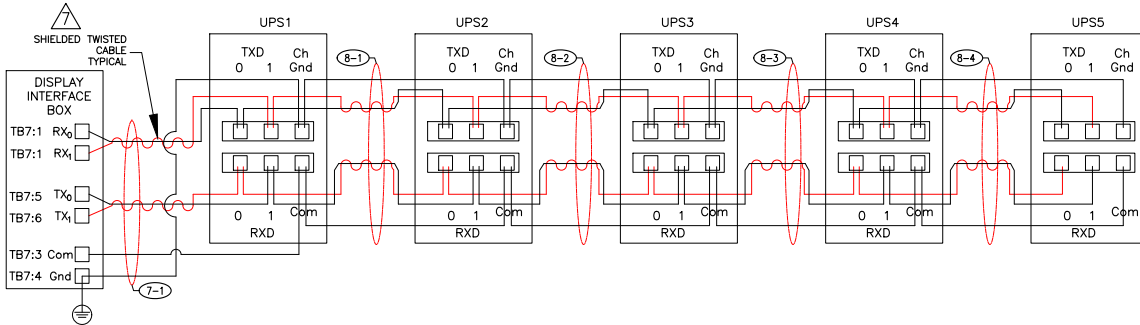 7
SHIELDED TWISTED
CABLE
TYPICAL
DISPLAY
INTERFACE
BOX
TB7:1 RX0
TB7:1 RX1
TB7:5 TX0
TB7:6 TX1
TB7:3 Com
TB7:4 Gnd
7-1
UPS1
TXD Ch
0 1 Gnd
0 1 Com
RXD
8-1
UPS2
TXD Ch
0 1 Gnd
0 1 Com
RXD
8-2
UPS3
TXD Ch
0 1 Gnd
0 1 Com
RXD
8-3
UPS4
TXD Ch
0 1 Gnd
0 1 Com
RXD
8-4
UPS5
TXD Ch
0 1 Gnd
0 1 Com
RXD